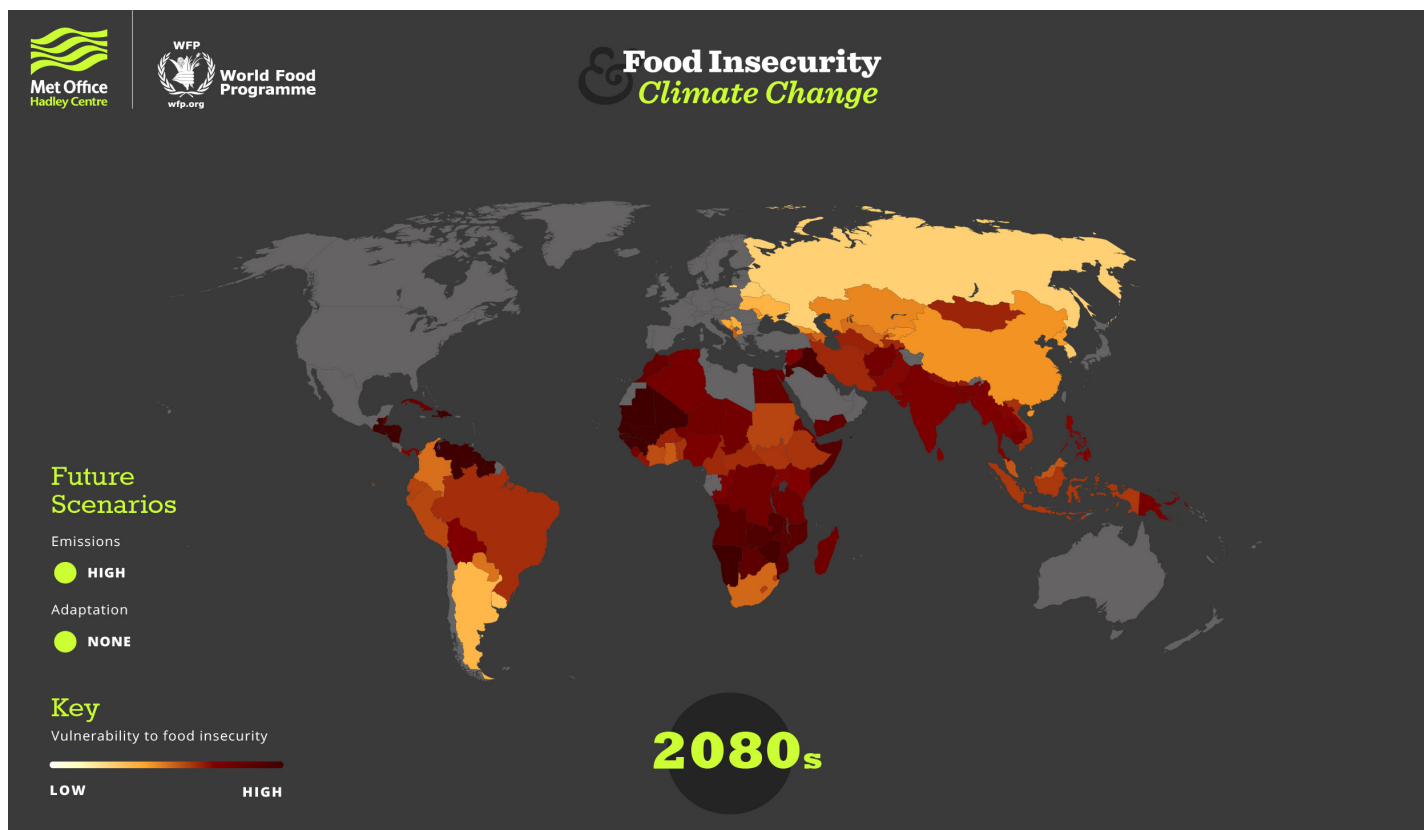 Met Office
Hadley Centre
WFP
wfp.org
World Food
Programme
&
Food Insecurity
Climate Change
Future
Scenarios
Emissions
HIGH
Adaptation
NONE
Key
Vulnerability to food insecurity
LOW HIGH
2080s